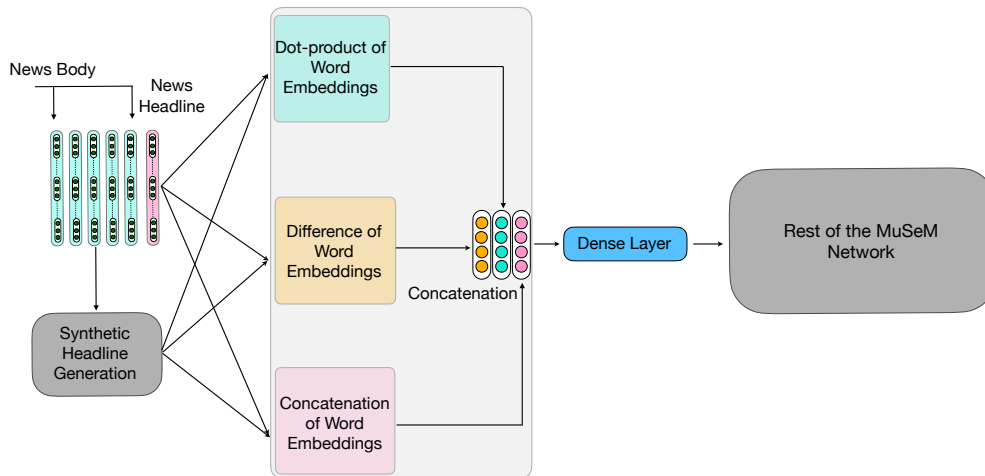 News Body
News
Headline
Synthetic
Headline
Generation
Dot-product of
Word
Embeddings
Difference of
Word
Embeddings
Concatenation
of Word
Embeddings
Concatenation
Dense Layer
Rest of the MuSeM
Network